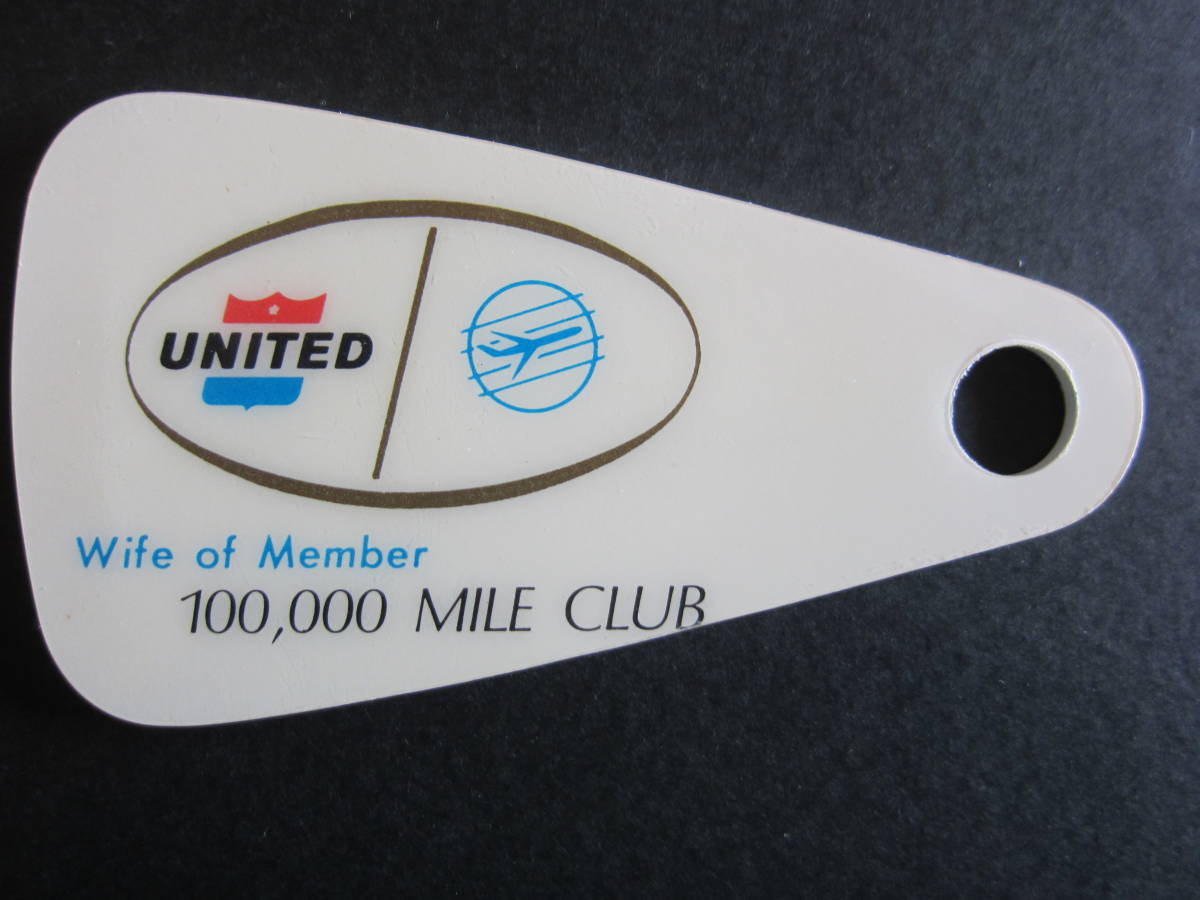 UNITED
Wife of Member
100,000 MILE CLUB